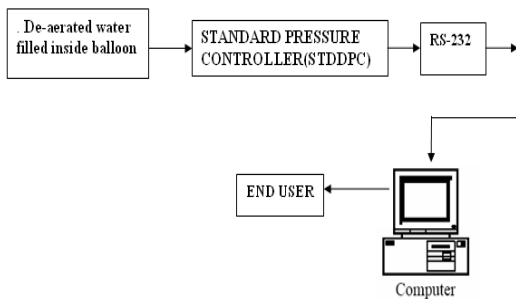 . De-aerated water
filled inside balloon
STANDARD PRESSURE
CONTROLLER(STDDPC)
RS-232
END USER
Computer